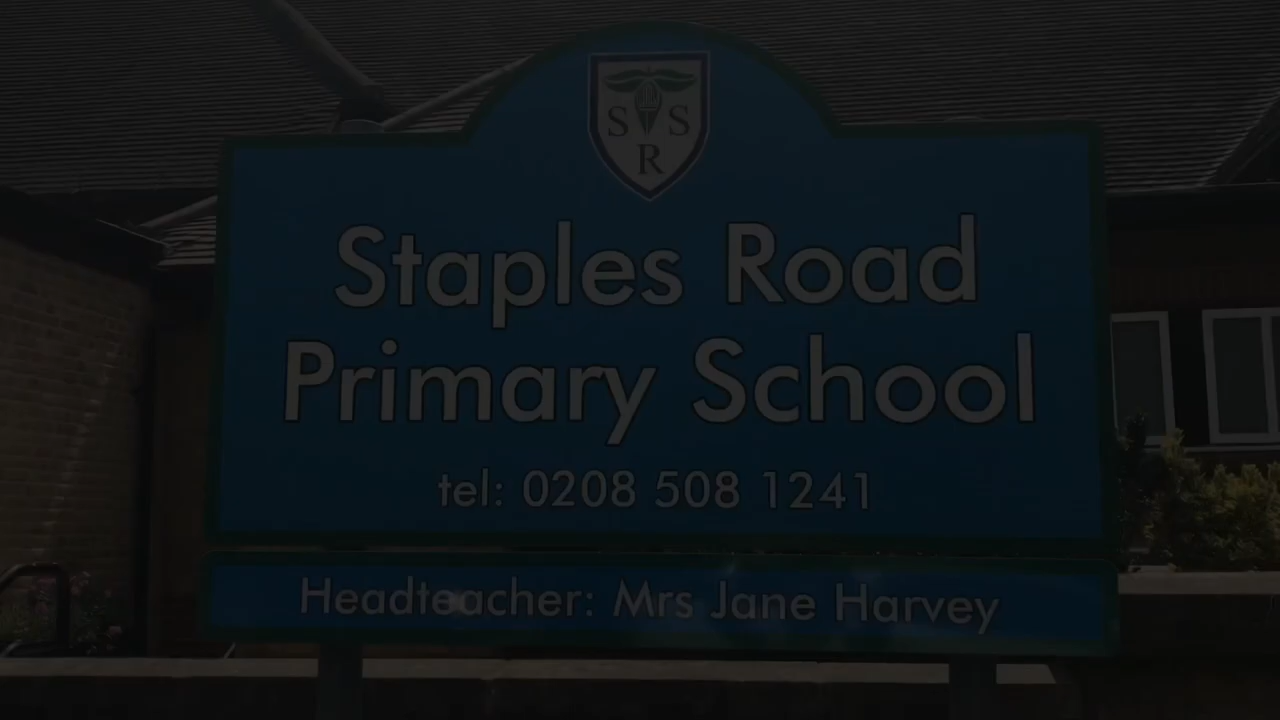 S S
R
Staples Road
Primary School
tel: 0208 508 1241
Headteacher: Mrs Jane Harvey